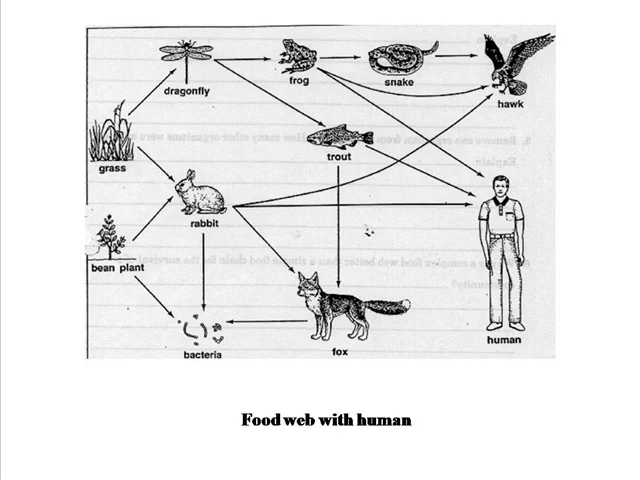 dragonfly
frog
snake
hawk
trout
grass
rabbit
bean plant
bacteria
fox
human
Food web with human